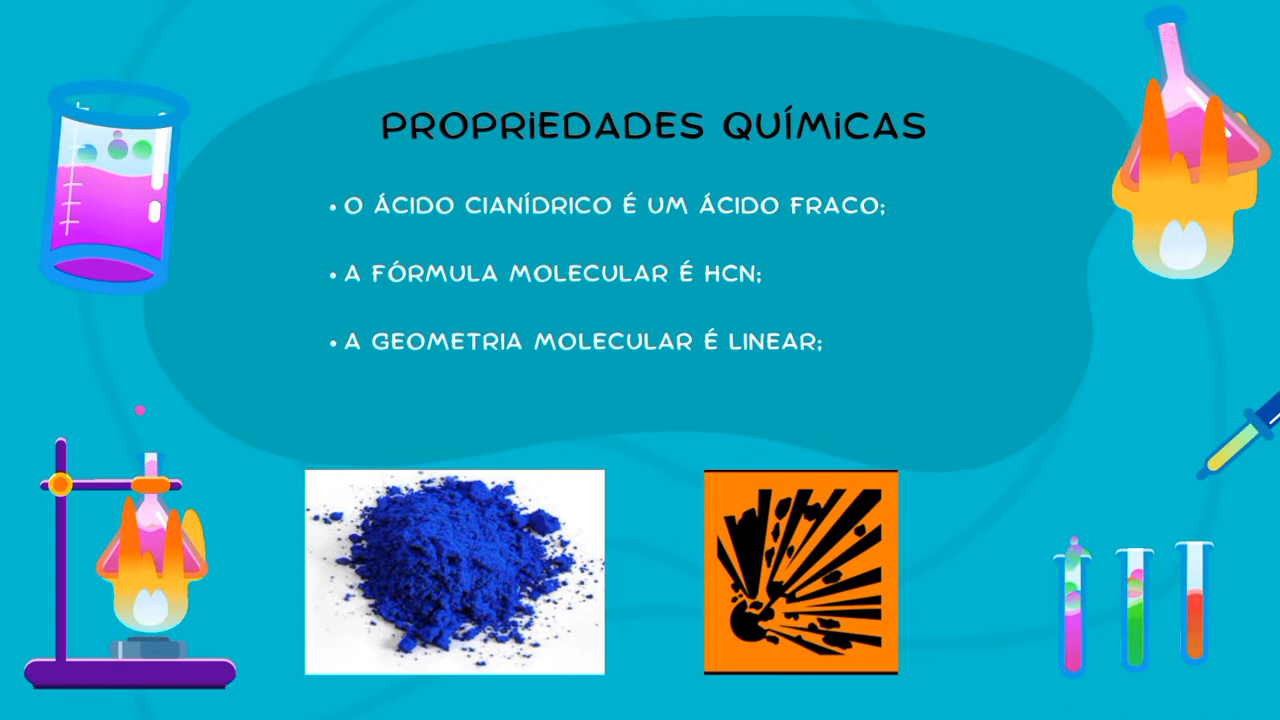 PROPRIEDADES QUÍMICAS
• O ÁCIDO CIANÍDRICO É UM ÁCIDO FRACO;
• A FÓRMULA MOLECULAR É HCN;
• A GEOMETRIA MOLECULAR É LINEAR;